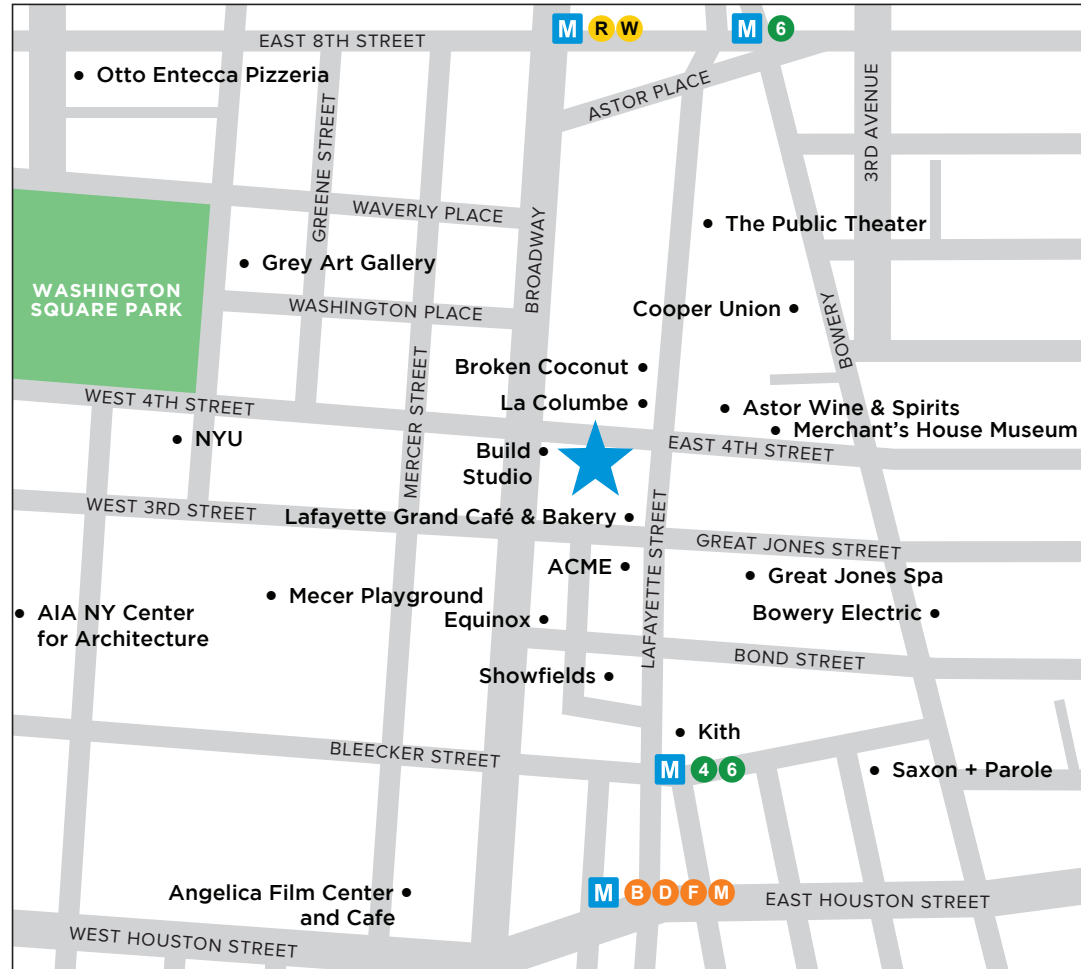 M R W
M 6
EAST 8TH STREET
Otto Entecca Pizzeria
ASTOR PLACE
3RD AVENUE
GREENE STREET
WAVERLY PLACE
BROADWAY
The Public Theater
Grey Art Gallery
WASHINGTON
SQUARE PARK
WASHINGTON PLACE
Cooper Union
BOWERY
Broken Coconut
MERCER STREET
WEST 4TH STREET
La Columbe
Astor Wine & Spirits
Merchant's House Museum
NYU
EAST 4TH STREET
Build
Studio
WEST 3RD STREET
Lafayette Grand Café & Bakery
LAFAYETTE STREET
GREAT JONES STREET
ACME
Great Jones Spa
Mecer Playground
AIA NY Center
for Architecture
Equinox
Bowery Electric
BOND STREET
Showfields
Kith
BLEECKER STREET
M 4 6
Saxon + Parole
Angelica Film Center
and Cafe
M B D F M
EAST HOUSTON STREET
WEST HOUSTON STREET